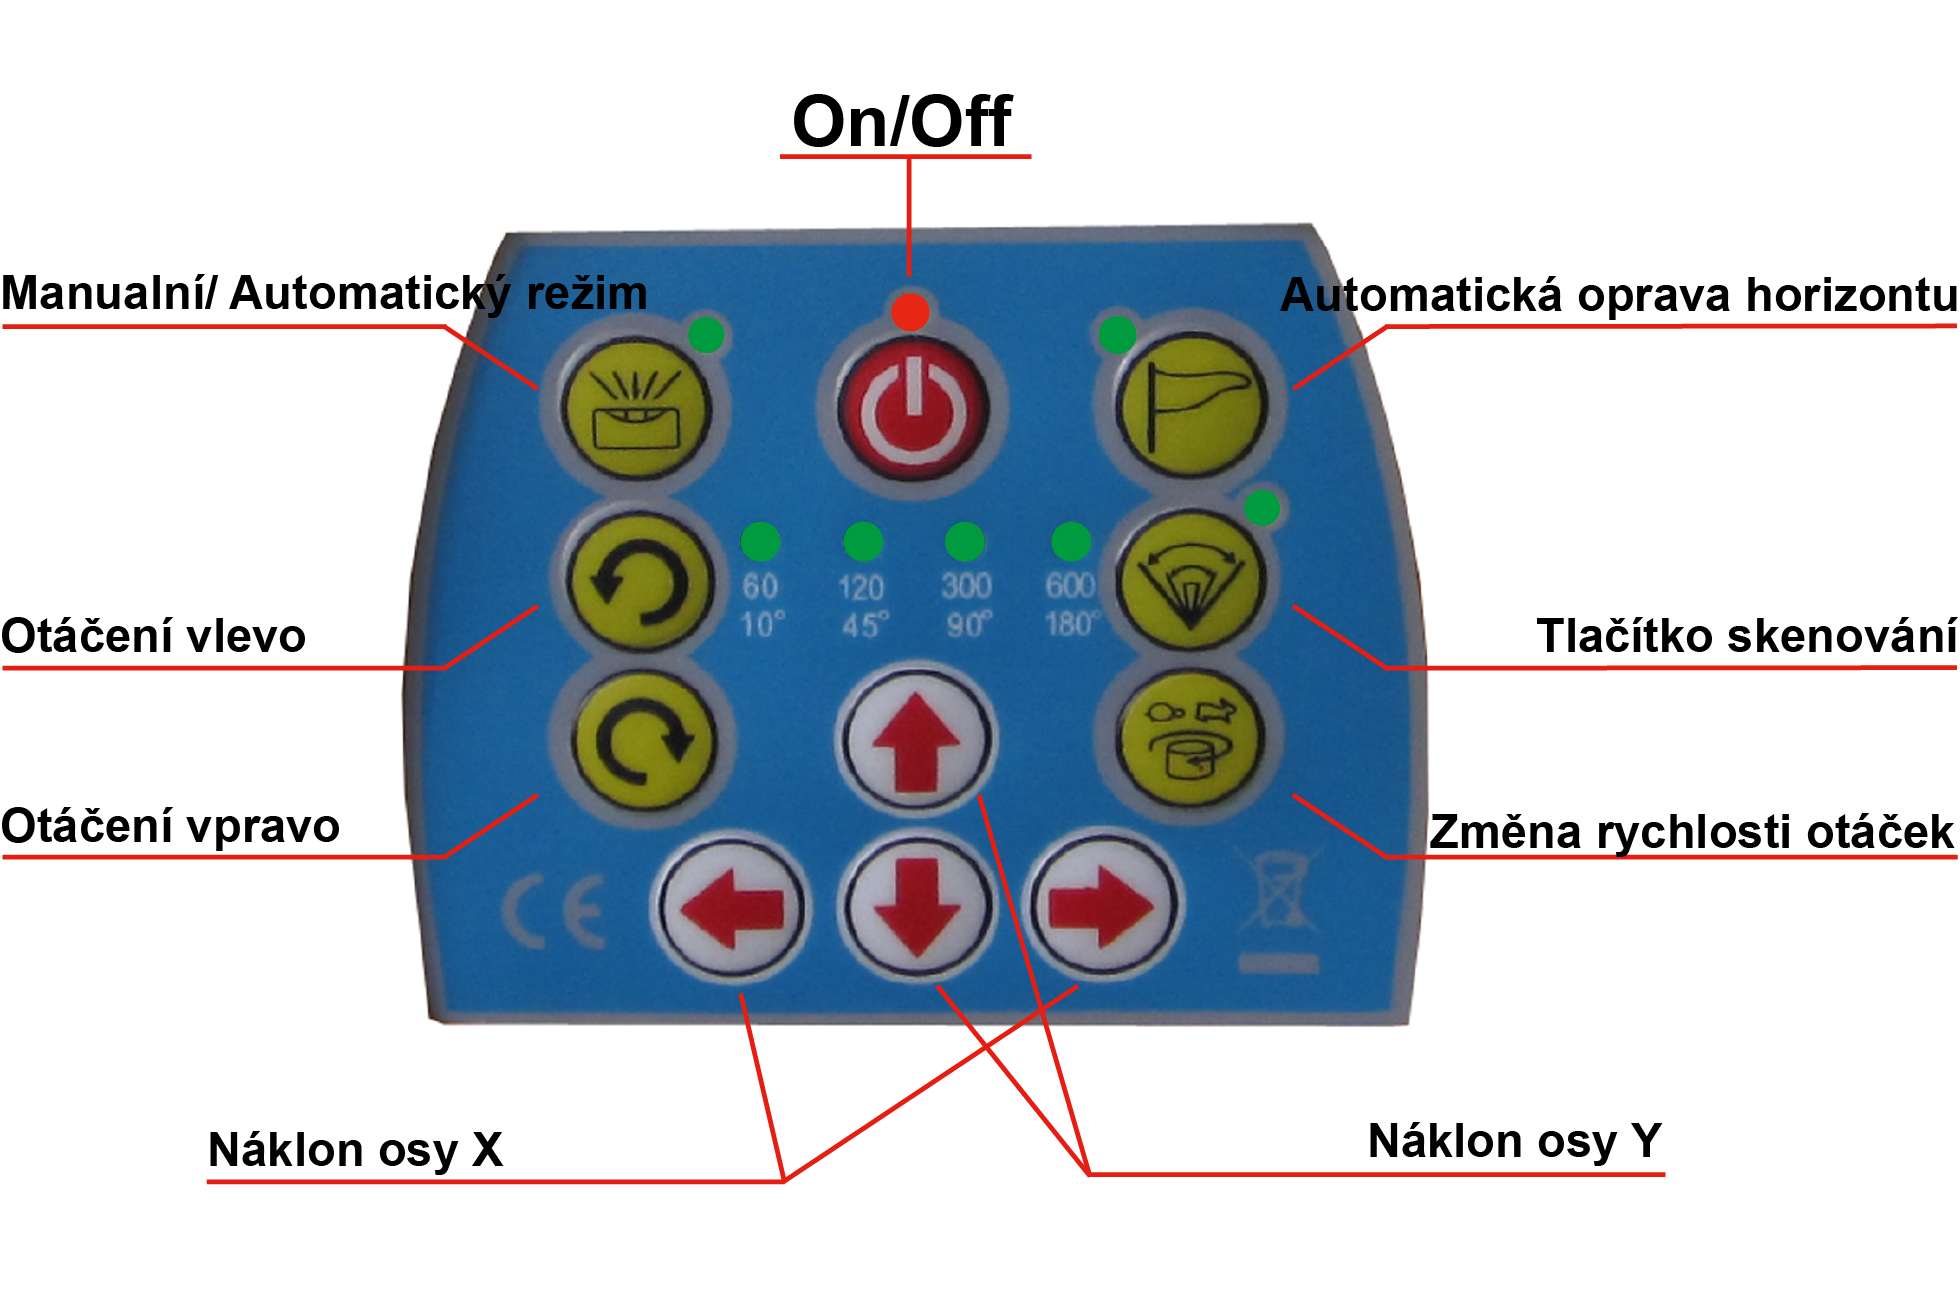 On/Off
Manualní/ Automatický režim
Automatická oprava horizontu
60 120 300 600
10° 45° 90° 180°
Otáčení vlevo
Tlačítko skenování
Otáčení vpravo
Změna rychlosti otáček
CE
Náklon osy X
Náklon osy Y